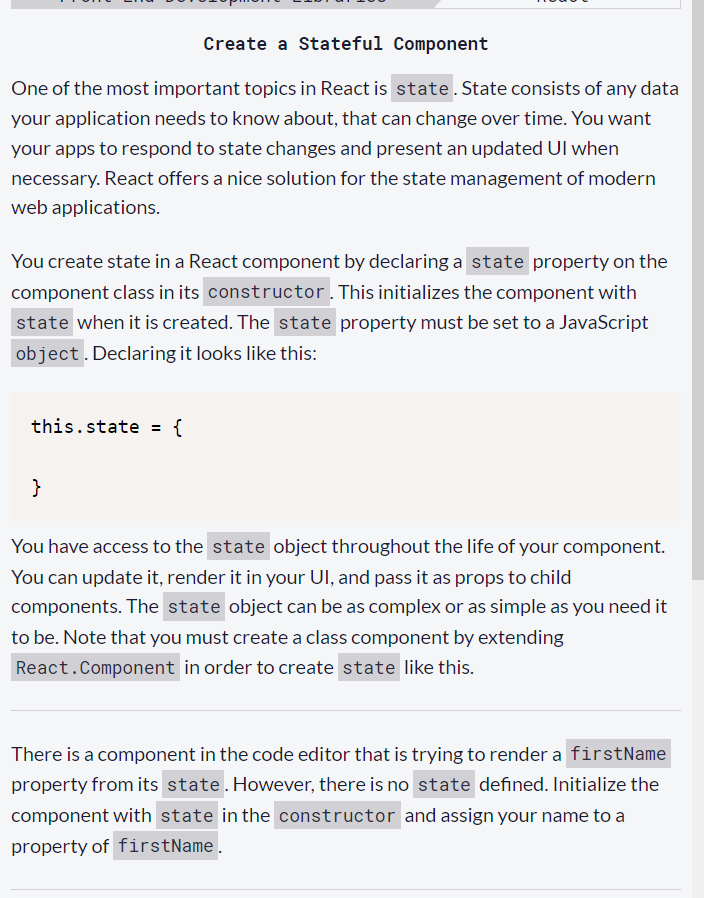 Create a Stateful Component
One of the most important topics in React is state. State consists of any data
your application needs to know about, that can change over time. You want
your apps to respond to state changes and present an updated UI when
necessary. React offers a nice solution for the state management of modern
web applications.
You create state in a React component by declaring a state property on the
component class in its constructor. This initializes the component with
state when it is created. The state property must be set to a JavaScript
object. Declaring it looks like this:
this.state = {
}
You have access to the state object throughout the life of your component.
You can update it, render it in your UI, and pass it as props to child
components. The state object can be as complex or as simple as you need it
to be. Note that you must create a class component by extending
React.Component in order to create state like this.
There is a component in the code editor that is trying to render a firstName
property from its state. However, there is no state defined. Initialize the
component with state in the constructor and assign your name to a
property of firstName.